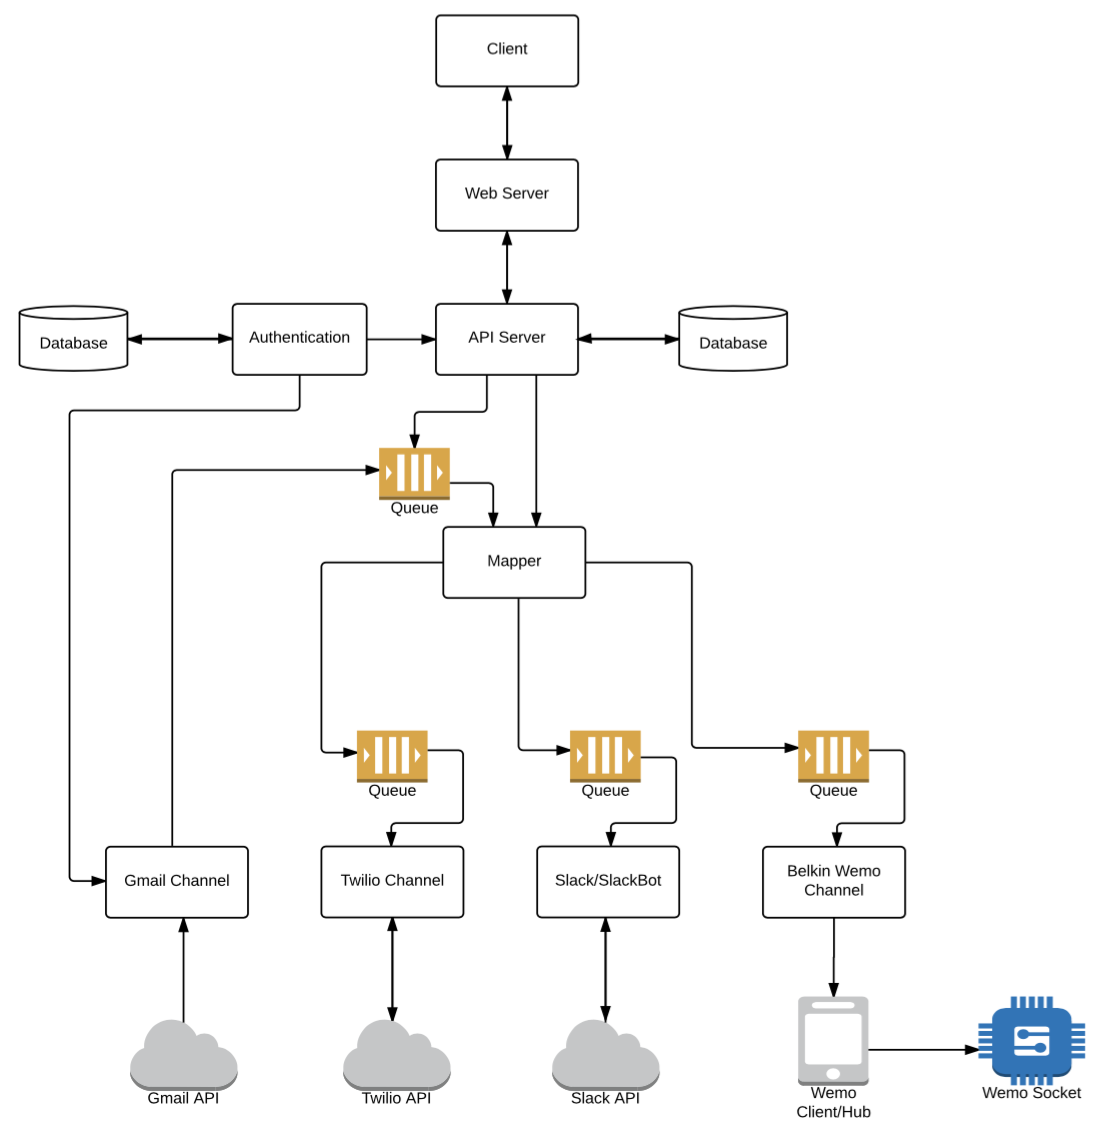 Client
Web Server
Database
Authentication
API Server
Database
Queue
Mapper
Queue
Queue
Queue
Gmail Channel
Twilio Channel
Slack/SlackBot
Belkin Wemo
Channel
Gmail API
Twilio API
Slack API
Wemo
Client/Hub
Wemo Socket